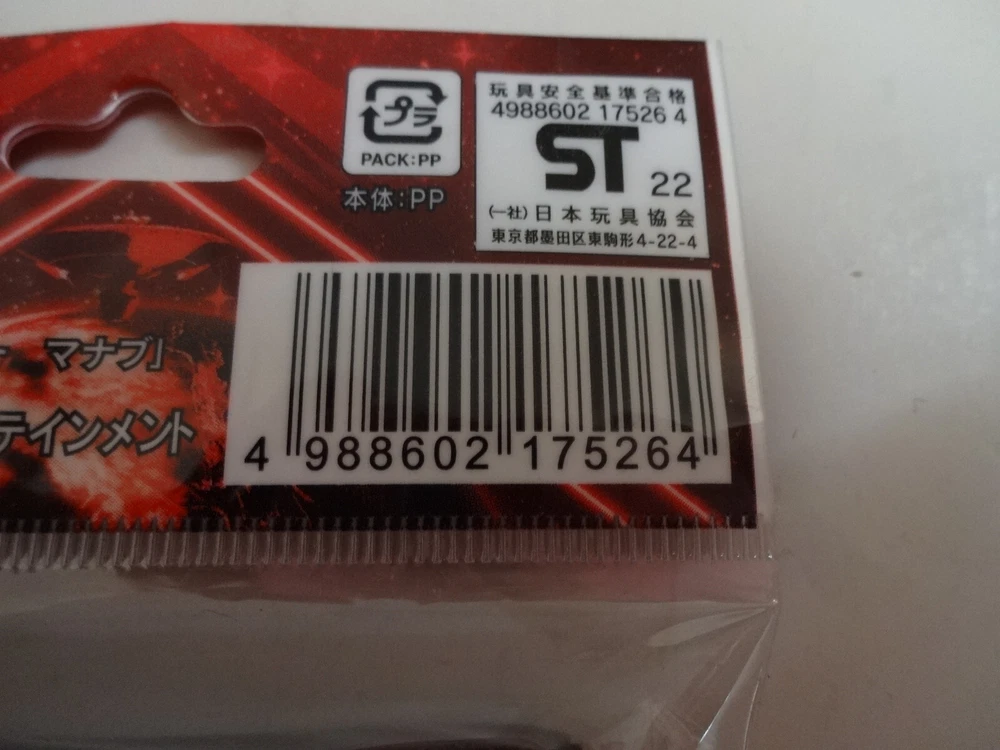 プラ
PACK:PP
本体:PP
玩具安全基準合格
4988602 17526 4
ST 22
(一社)日本玩具協会
東京都墨田区東駒形4-22-4
マナブ」
テインメント
4 988602 175264